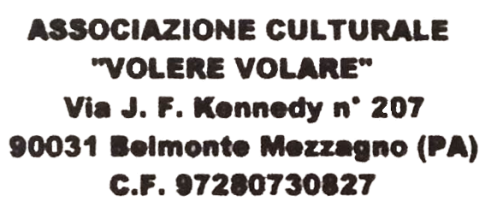 ASSOCIAZIONE CULTURALE
"VOLERE VOLARE"
Via J. F. Kennedy n° 207
90031 Belmonte Mezzagno (PA)
C.F. 97280730827